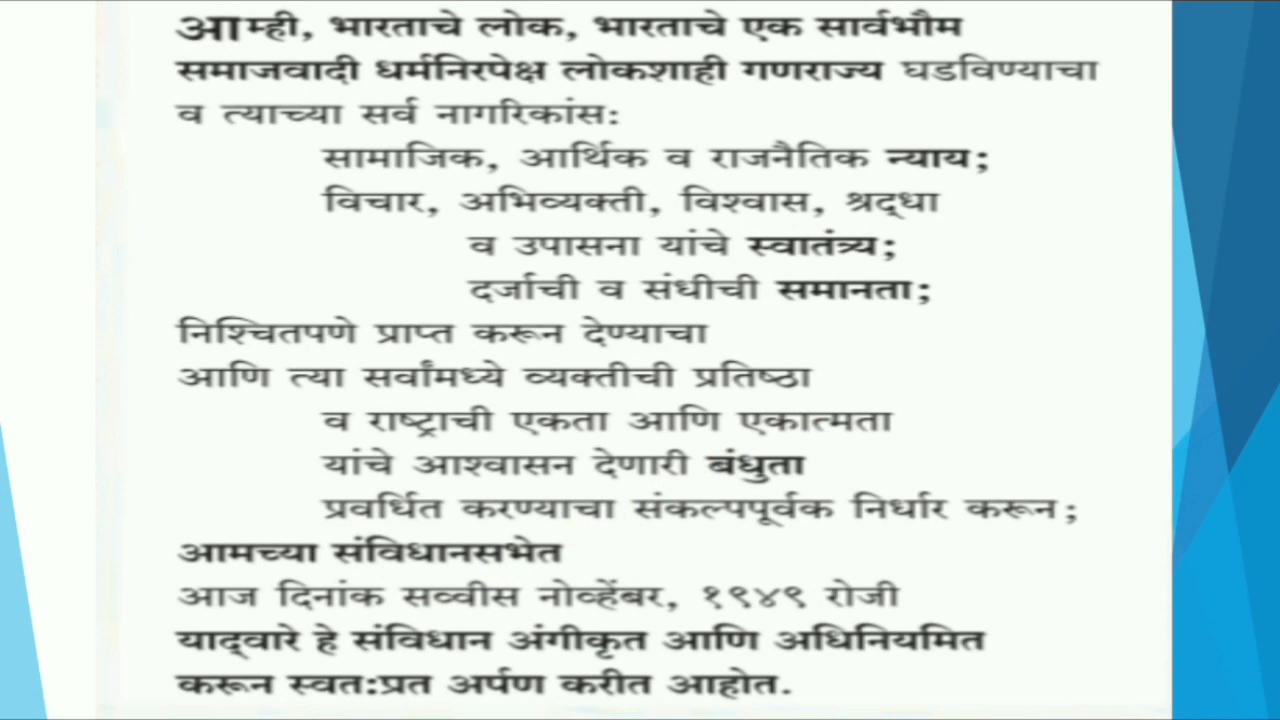 आम्ही, भारताचे लोक, भारताचे एक सार्वभौम
समाजवादी धर्मनिरपेक्ष लोकशाही गणराज्य घडविण्याचा
व त्याच्या सर्व नागरिकांस:
सामाजिक, आर्थिक व राजनैतिक न्याय;
विचार, अभिव्यक्ती, विश्वास, श्रद्धा
व उपासना यांचे स्वातंत्र्य;
दर्जाची व संधीची समानता;
निश्चितपणे प्राप्त करून देण्याचा
आणि त्या सर्वांमध्ये व्यक्तीची प्रतिष्ठा
व राष्ट्राची एकता आणि एकात्मता
यांचे आश्वासन देणारी बंधुता
प्रवर्धित करण्याचा संकल्पपूर्वक निर्धार करून;
आमच्या संविधानसभेत
आज दिनांक सव्वीस नोव्हेंबर, १९४९ रोजी
याद्वारे हे संविधान अंगीकृत आणि अधिनियमित
करून स्वत:प्रत अर्पण करीत आहोत.